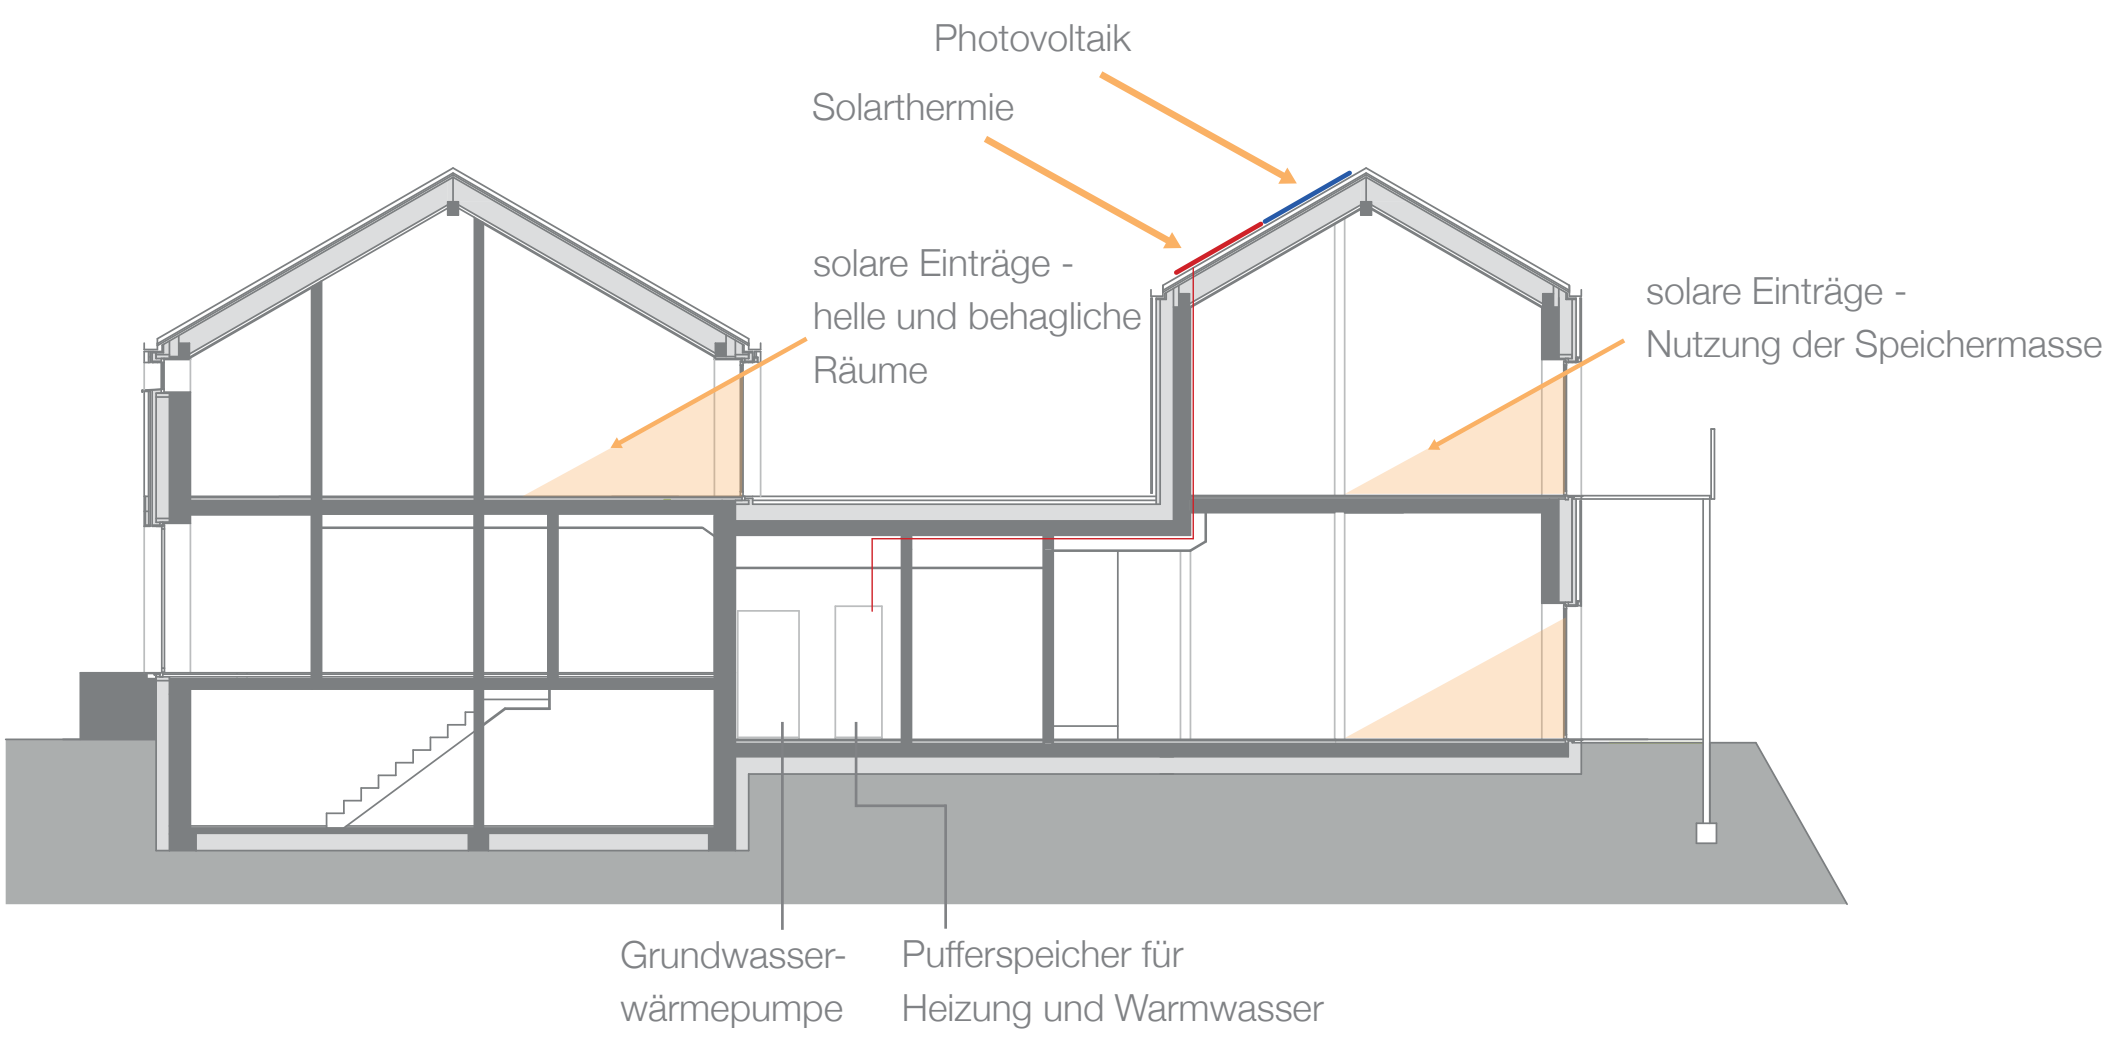 Photovoltaik
Solarthermie
solare Einträge -
helle und behagliche
Räume
solare Einträge -
Nutzung der Speichermasse
Grundwasser-
wärmepumpe
Pufferspeicher für
Heizung und Warmwasser